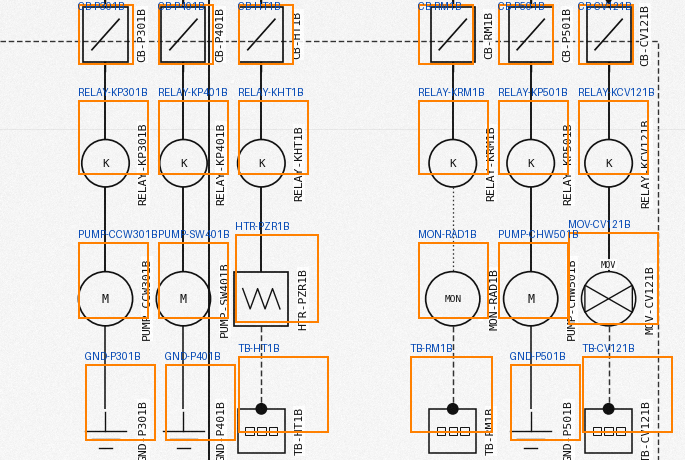 CB-P301B CB-P401B CB-HT1B CB-RM1B CB-P501B CB-CV121B
CB-P301B CB-P401B CB-HT1B CB-RM1B CB-P501B CB-CV121B
RELAY-KP301B RELAY-KP401B RELAY-KHT1B RELAY-KRM1B RELAY-KP501B RELAY-KCV121B
K K K K K K
RELAY-KP301B RELAY-KP401B RELAY-KHT1B RELAY-KRM1B RELAY-KP501B RELAY-KCV121B
PUMP-CCW301B PUMP-SW401B HTR-PZR1B MON-RAD1B PUMP-CHW501B MOV-CV121B
MOV
M M MON M
PUMP-CCW301B PUMP-SW401B HTR-PZR1B MON-RAD1B PUMP-CHW501B MOV-CV121B
GND-P301B GND-P401B TB-HT1B TB-RM1B GND-P501B TB-CV121B
GND-P301B GND-P401B TB-HT1B TB-RM1B GND-P501B TB-CV121B